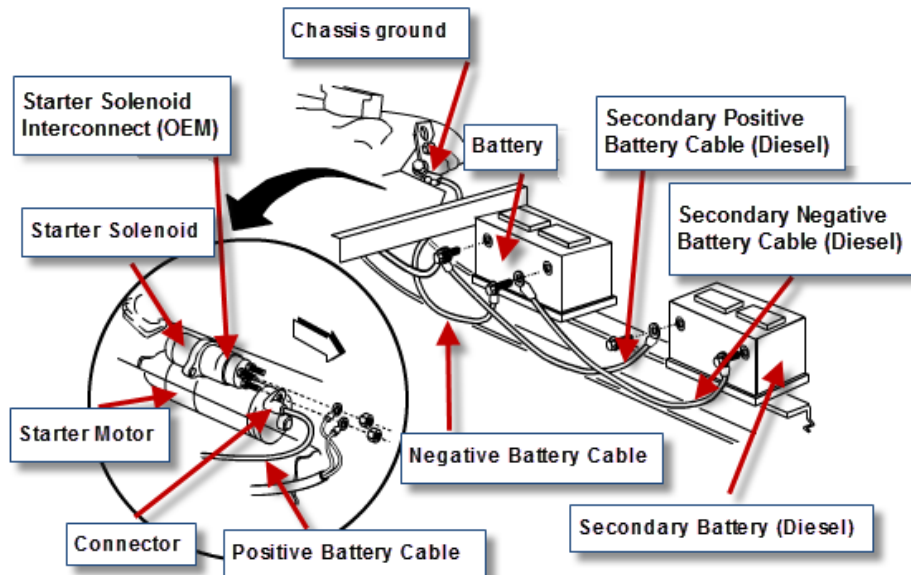 Chassis ground
Starter Solenoid
Interconnect (OEM)
Battery
Secondary Positive
Battery Cable (Diesel)
Starter Solenoid
Secondary Negative
Battery Cable (Diesel)
Starter Motor
Negative Battery Cable
Secondary Battery (Diesel)
Connector
Positive Battery Cable